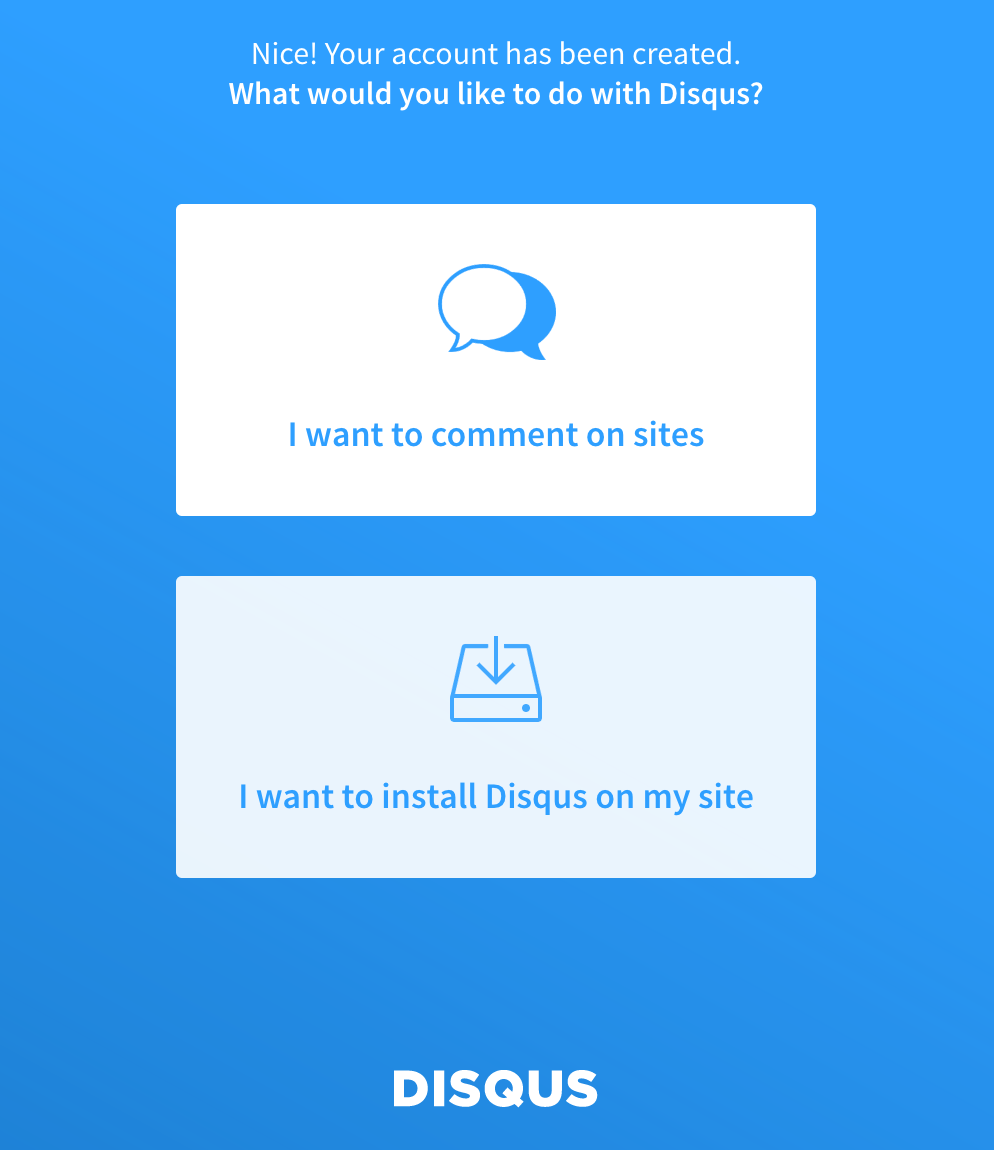 Nice! Your account has been created.
What would you like to do with Disqus?
I want to comment on sites
I want to install Disqus on my site
DISQUS